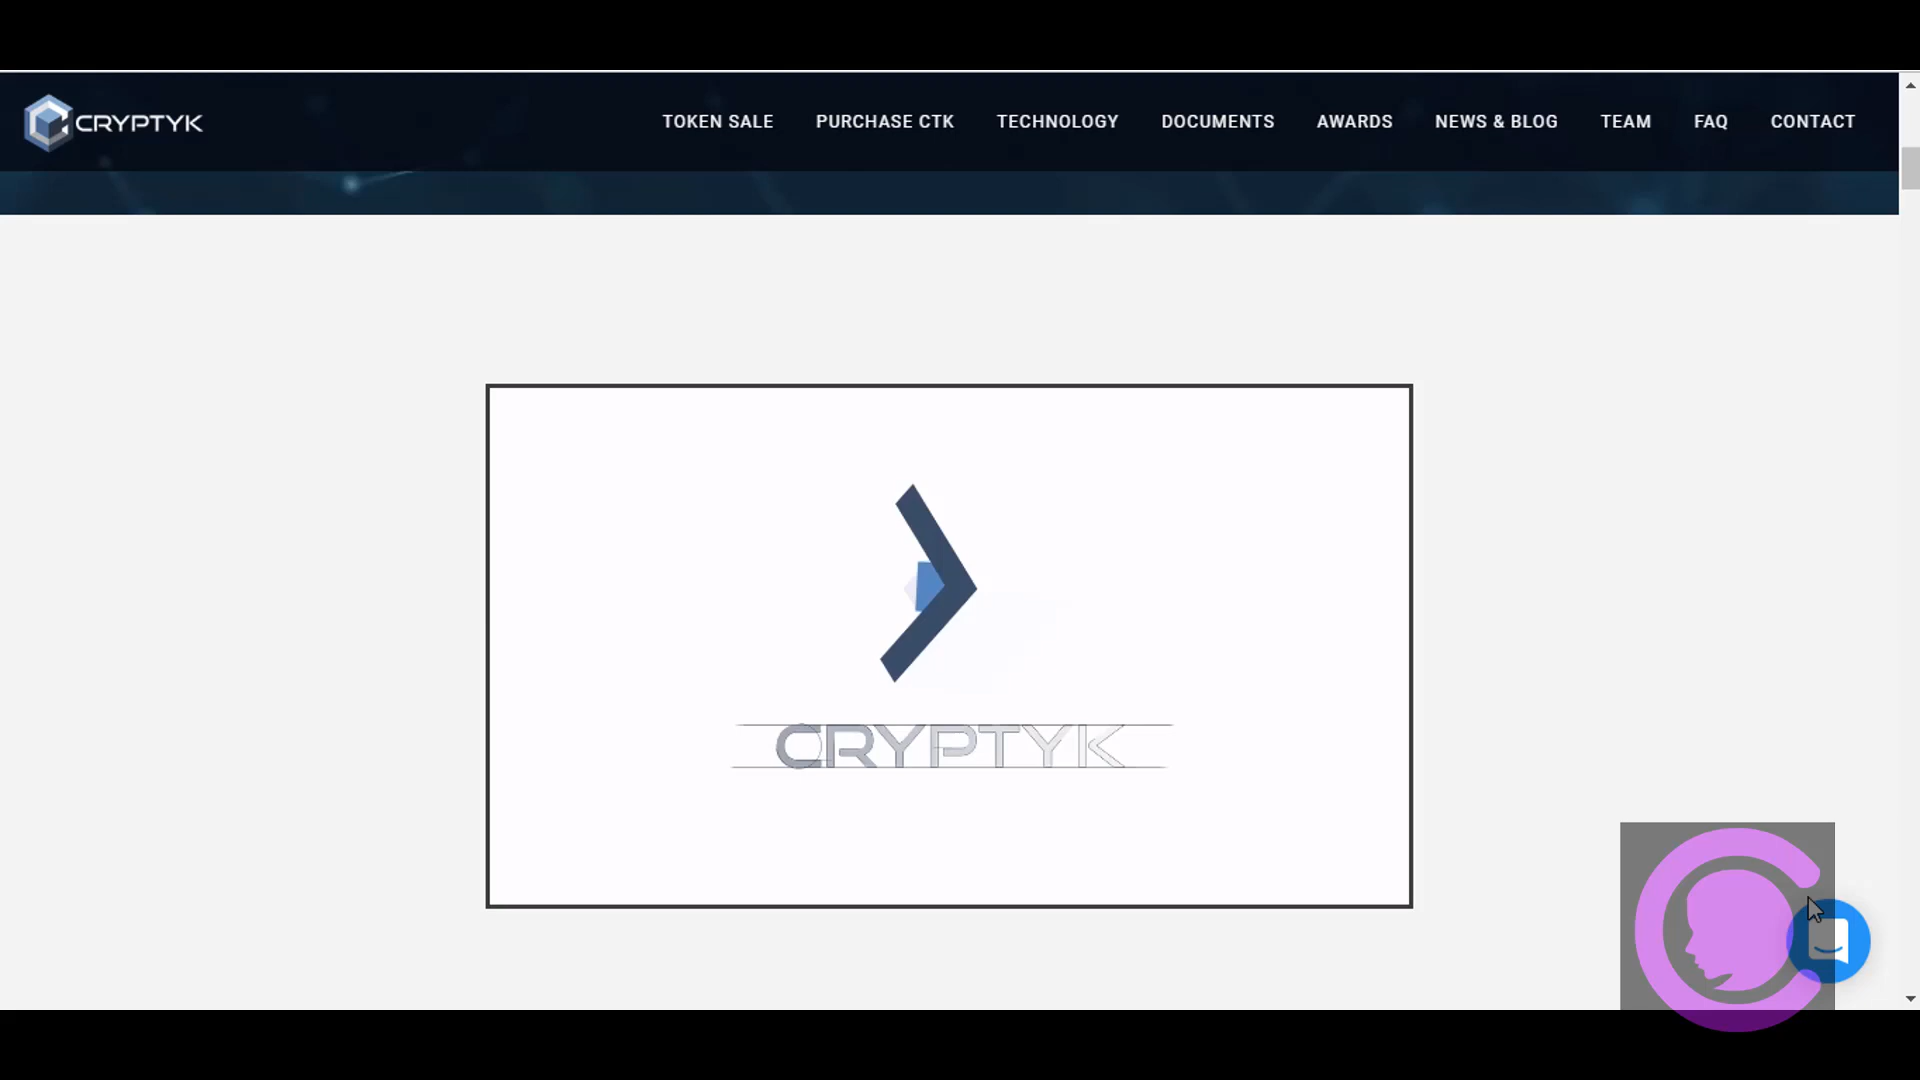 CRYPTYK
TOKEN SALE PURCHASE CTK TECHNOLOGY DOCUMENTS AWARDS NEWS & BLOG TEAM FAQ CONTACT
CRYPTYK